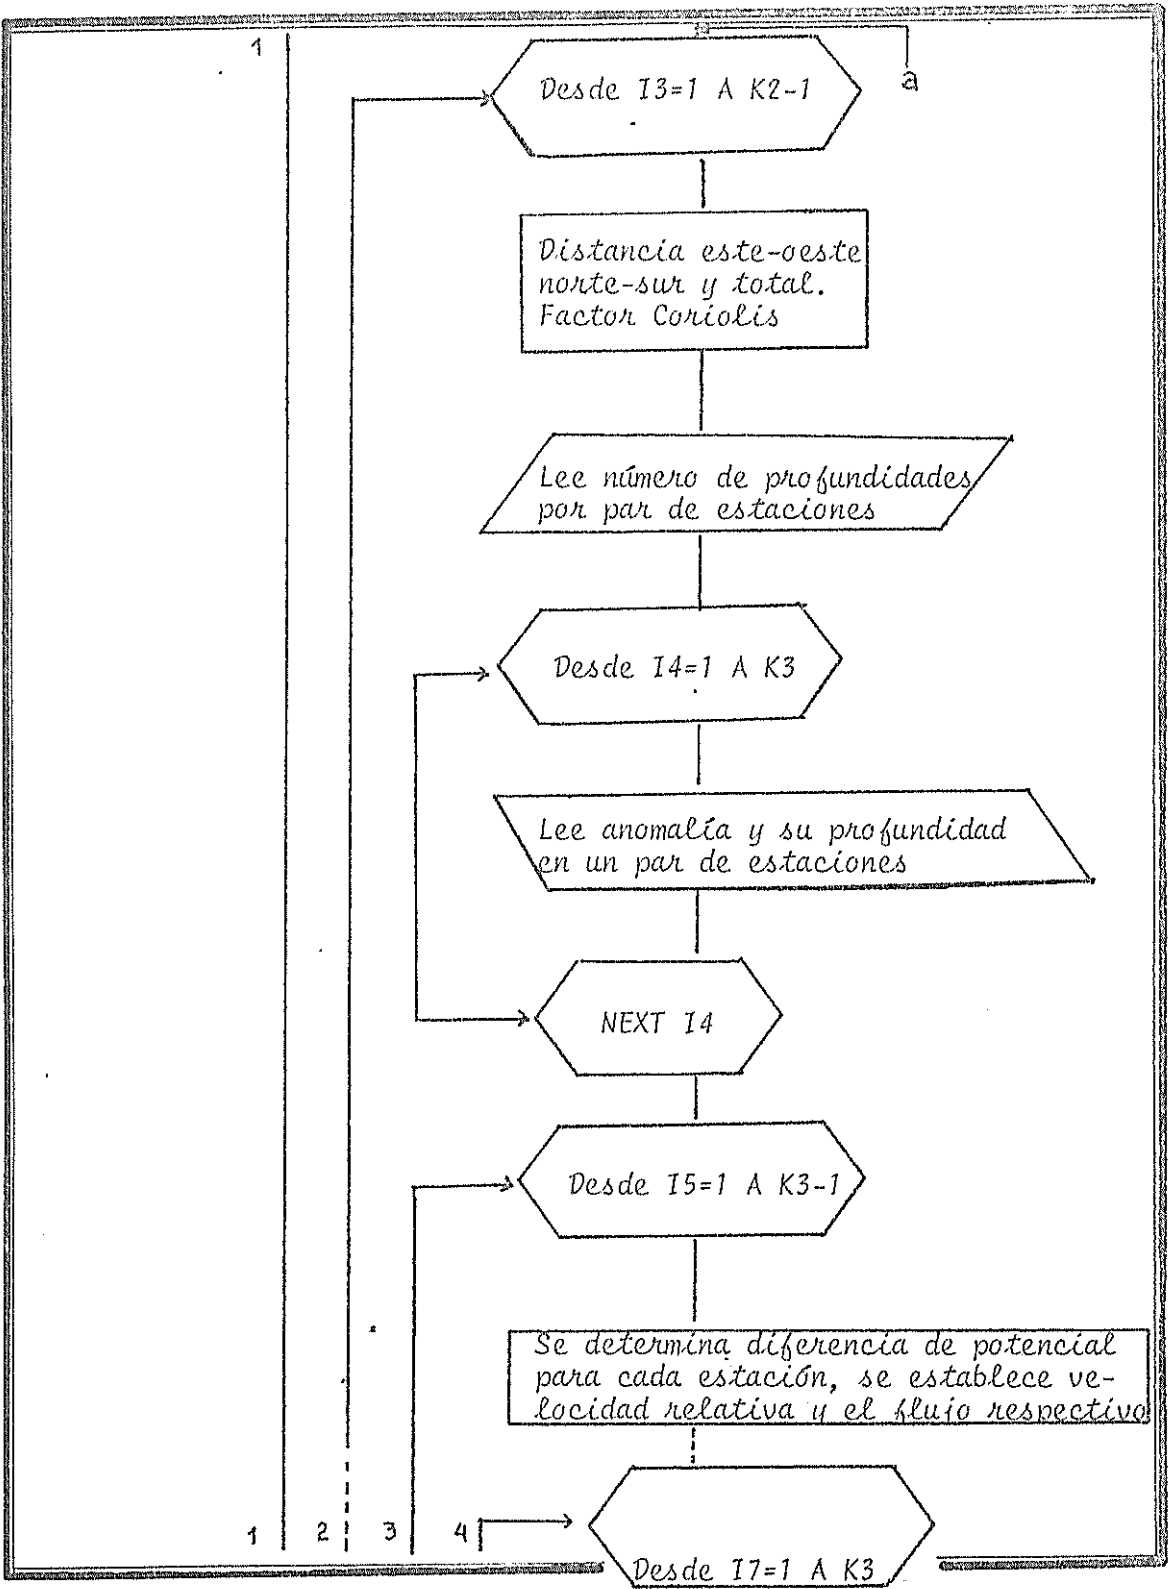 1
a
Desde I3=1 A K2-1
Distancia este-oeste
norte-sur y total.
Factor Coriolis
Lee número de profundidades
por par de estaciones
Desde I4=1 A K3
Lee anomalía y su profundidad
en un par de estaciones
NEXT I4
Desde I5=1 A K3-1
Se determina diferencia de potencial
para cada estación, se establece ve-
locidad relativa y el flujo respectivo
1 2 3 4
Desde I7=1 A K3